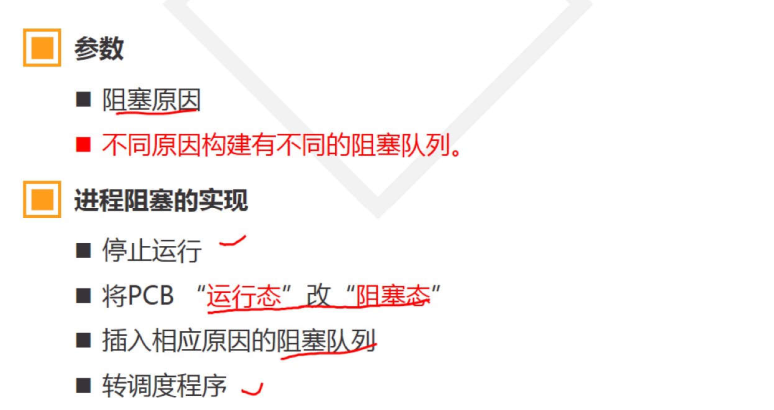 参数
阻塞原因
不同原因构建有不同的阻塞队列。
进程阻塞的实现
停止运行
将PCB “运行态”改“阻塞态”
插入相应原因的阻塞队列
转调度程序